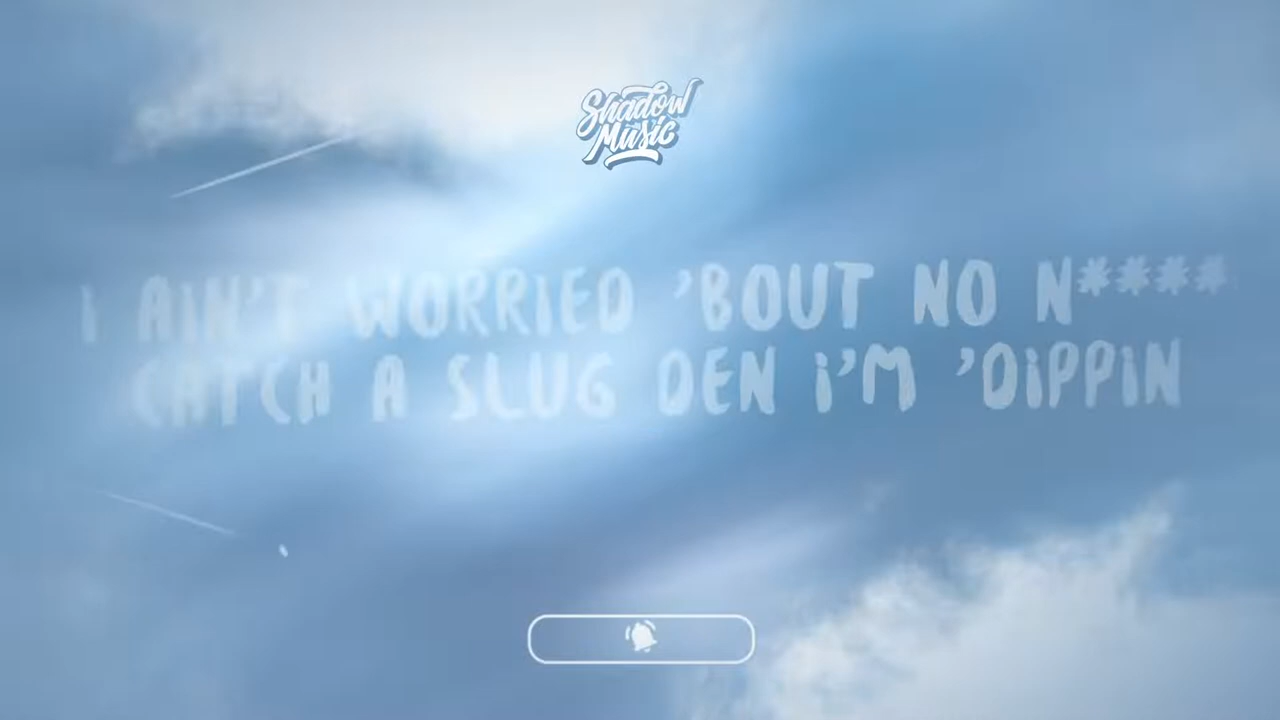 Shadow
Music
I AIN'T WORRIED 'BOUT NO N****
CATCH A SLUG DEN I'M 'DIPPIN